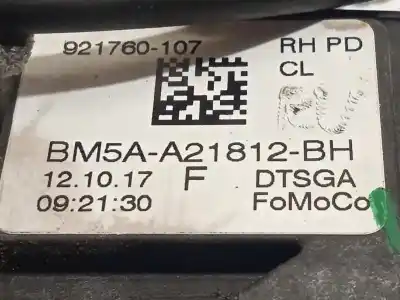 921760-107 RH PD
CL
BM5A-A21812-BH
12.10.17 F DTSGA
09:21:30 FoMoCo